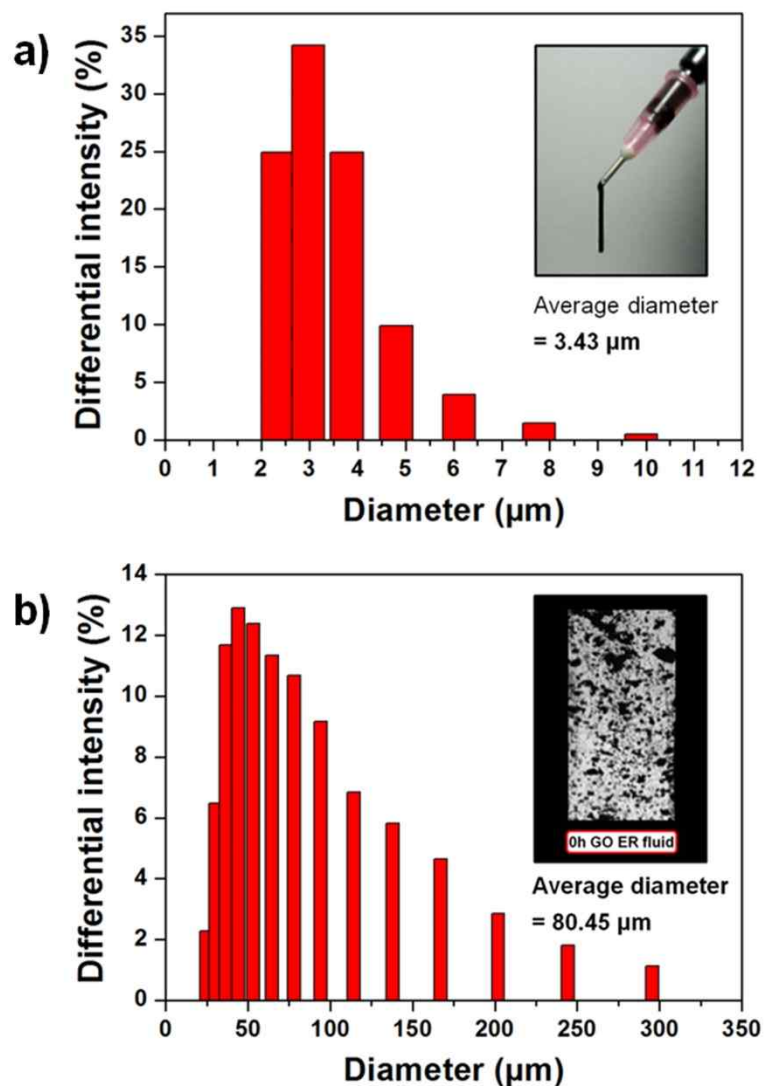 a)
Differential intensity (%)
35
30
25
20
15
10
5
0
0 1 2 3 4 5 6 7 8 9 10 11 12
Diameter (µm)
Average diameter
= 3.43 µm
b)
Differential intensity (%)
14
12
10
8
6
4
2
0
0 50 100 150 200 250 300 350
Diameter (µm)
0h GO ER fluid
Average diameter
= 80.45 µm